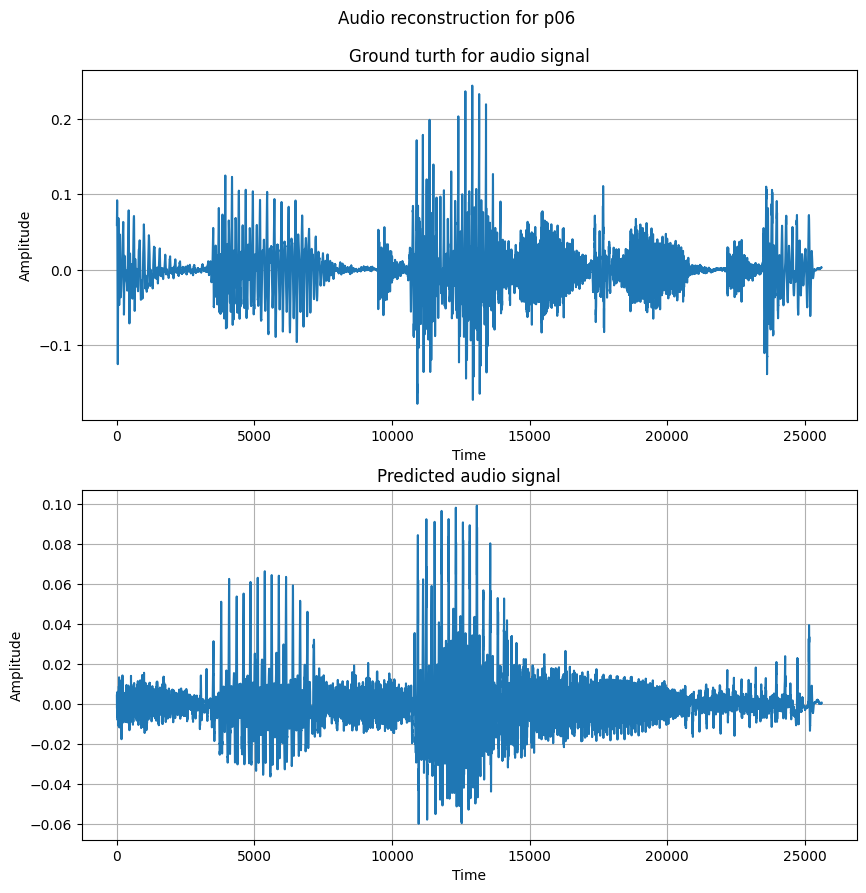 Audio reconstruction for p06
Ground turth for audio signal
0.2
0.1
0.0
−0.1
Amplitude
0 5000 10000 15000 20000 25000
Time
Predicted audio signal
0.10
0.08
0.06
0.04
0.02
0.00
−0.02
−0.04
−0.06
Amplitude
0 5000 10000 15000 20000 25000
Time